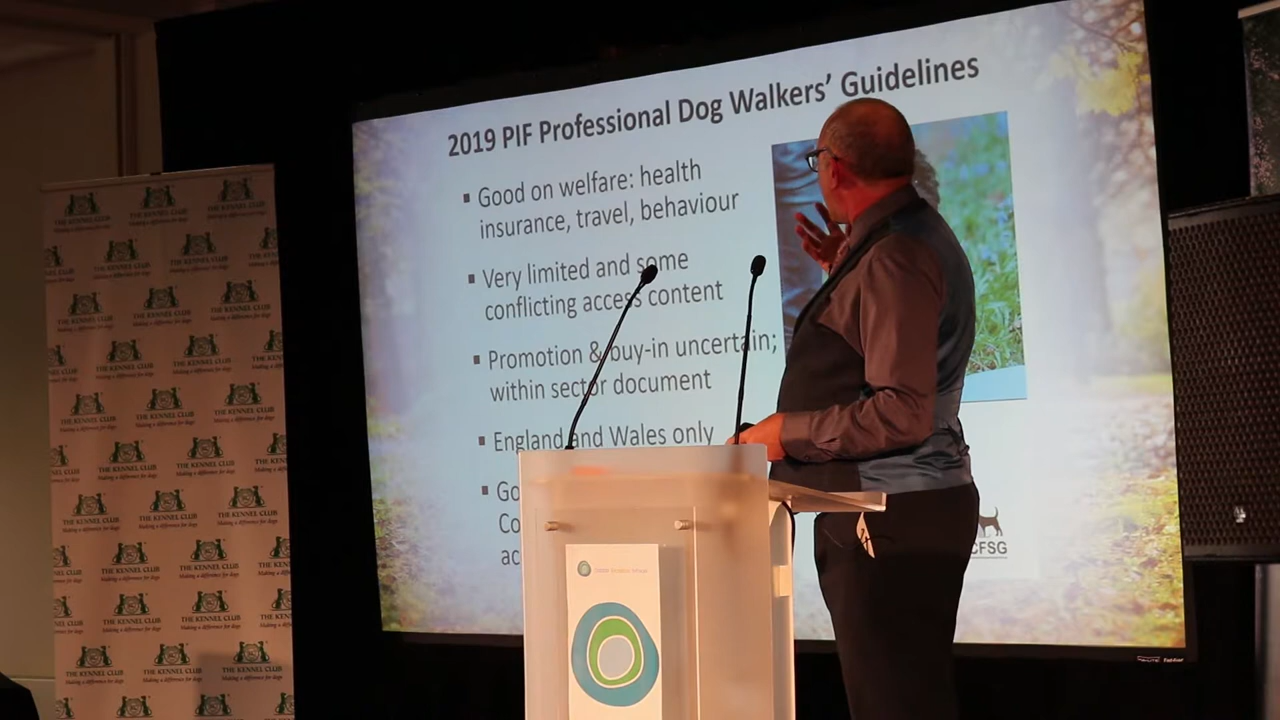 2019 PIF Professional Dog Walkers' Guidelines
▪ Good on welfare: health
insurance, travel, behaviour
▪ Very limited and some
conflicting access content
▪ Promotion & buy-in uncertain;
within sector document
▪ England and Wales only
CFSG
THE KENNEL CLUB
Making a difference for dogs